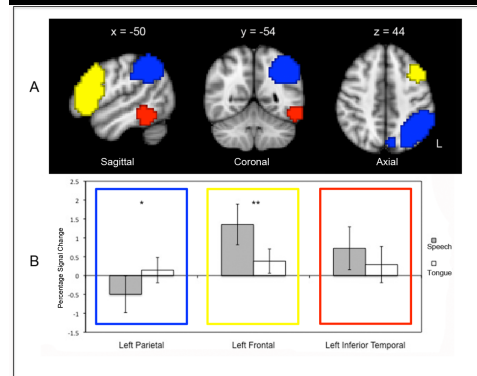 x = -50 y = -54 z = 44
A
L
Sagittal Coronal Axial
B
Percentage Signal Change
2.5
2
1.5
1
0.5
0
-0.5
-1
-1.5
* **
Speech
Tongue
Left Parietal Left Frontal Left Inferior Temporal